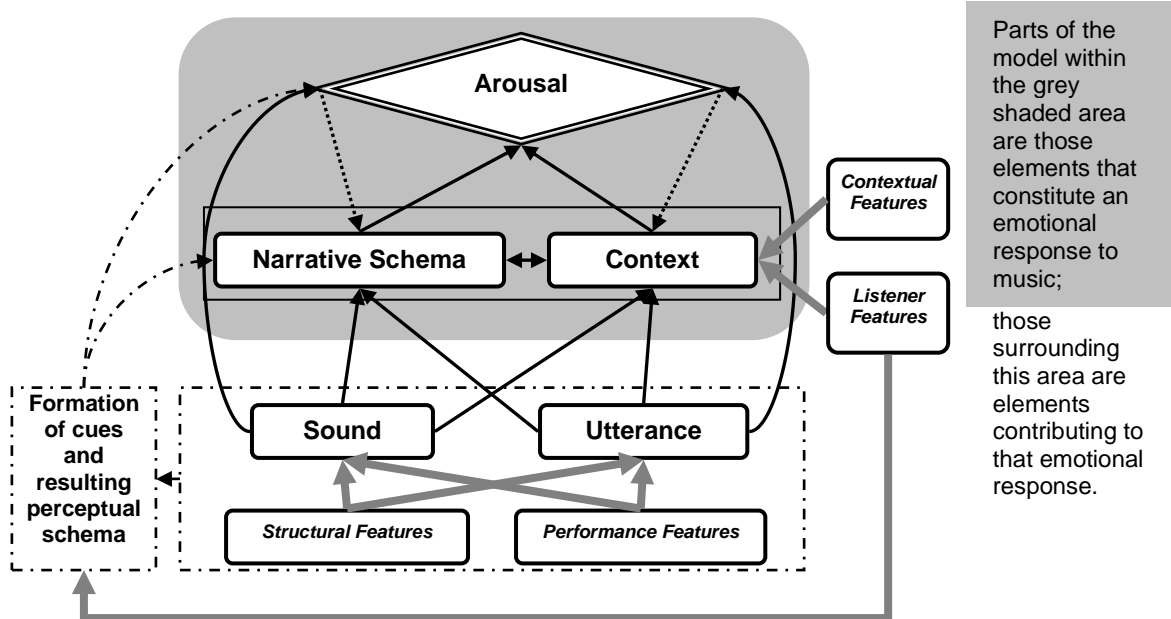 Arousal
Narrative Schema
Context
Contextual
Features
Listener
Features
Formation
of cues
and
resulting
perceptual
schema
Sound
Utterance
Structural Features
Performance Features
Parts of the
model within
the grey
shaded area
are those
elements that
constitute an
emotional
response to
music;
those
surrounding
this area are
elements
contributing to
that emotional
response.